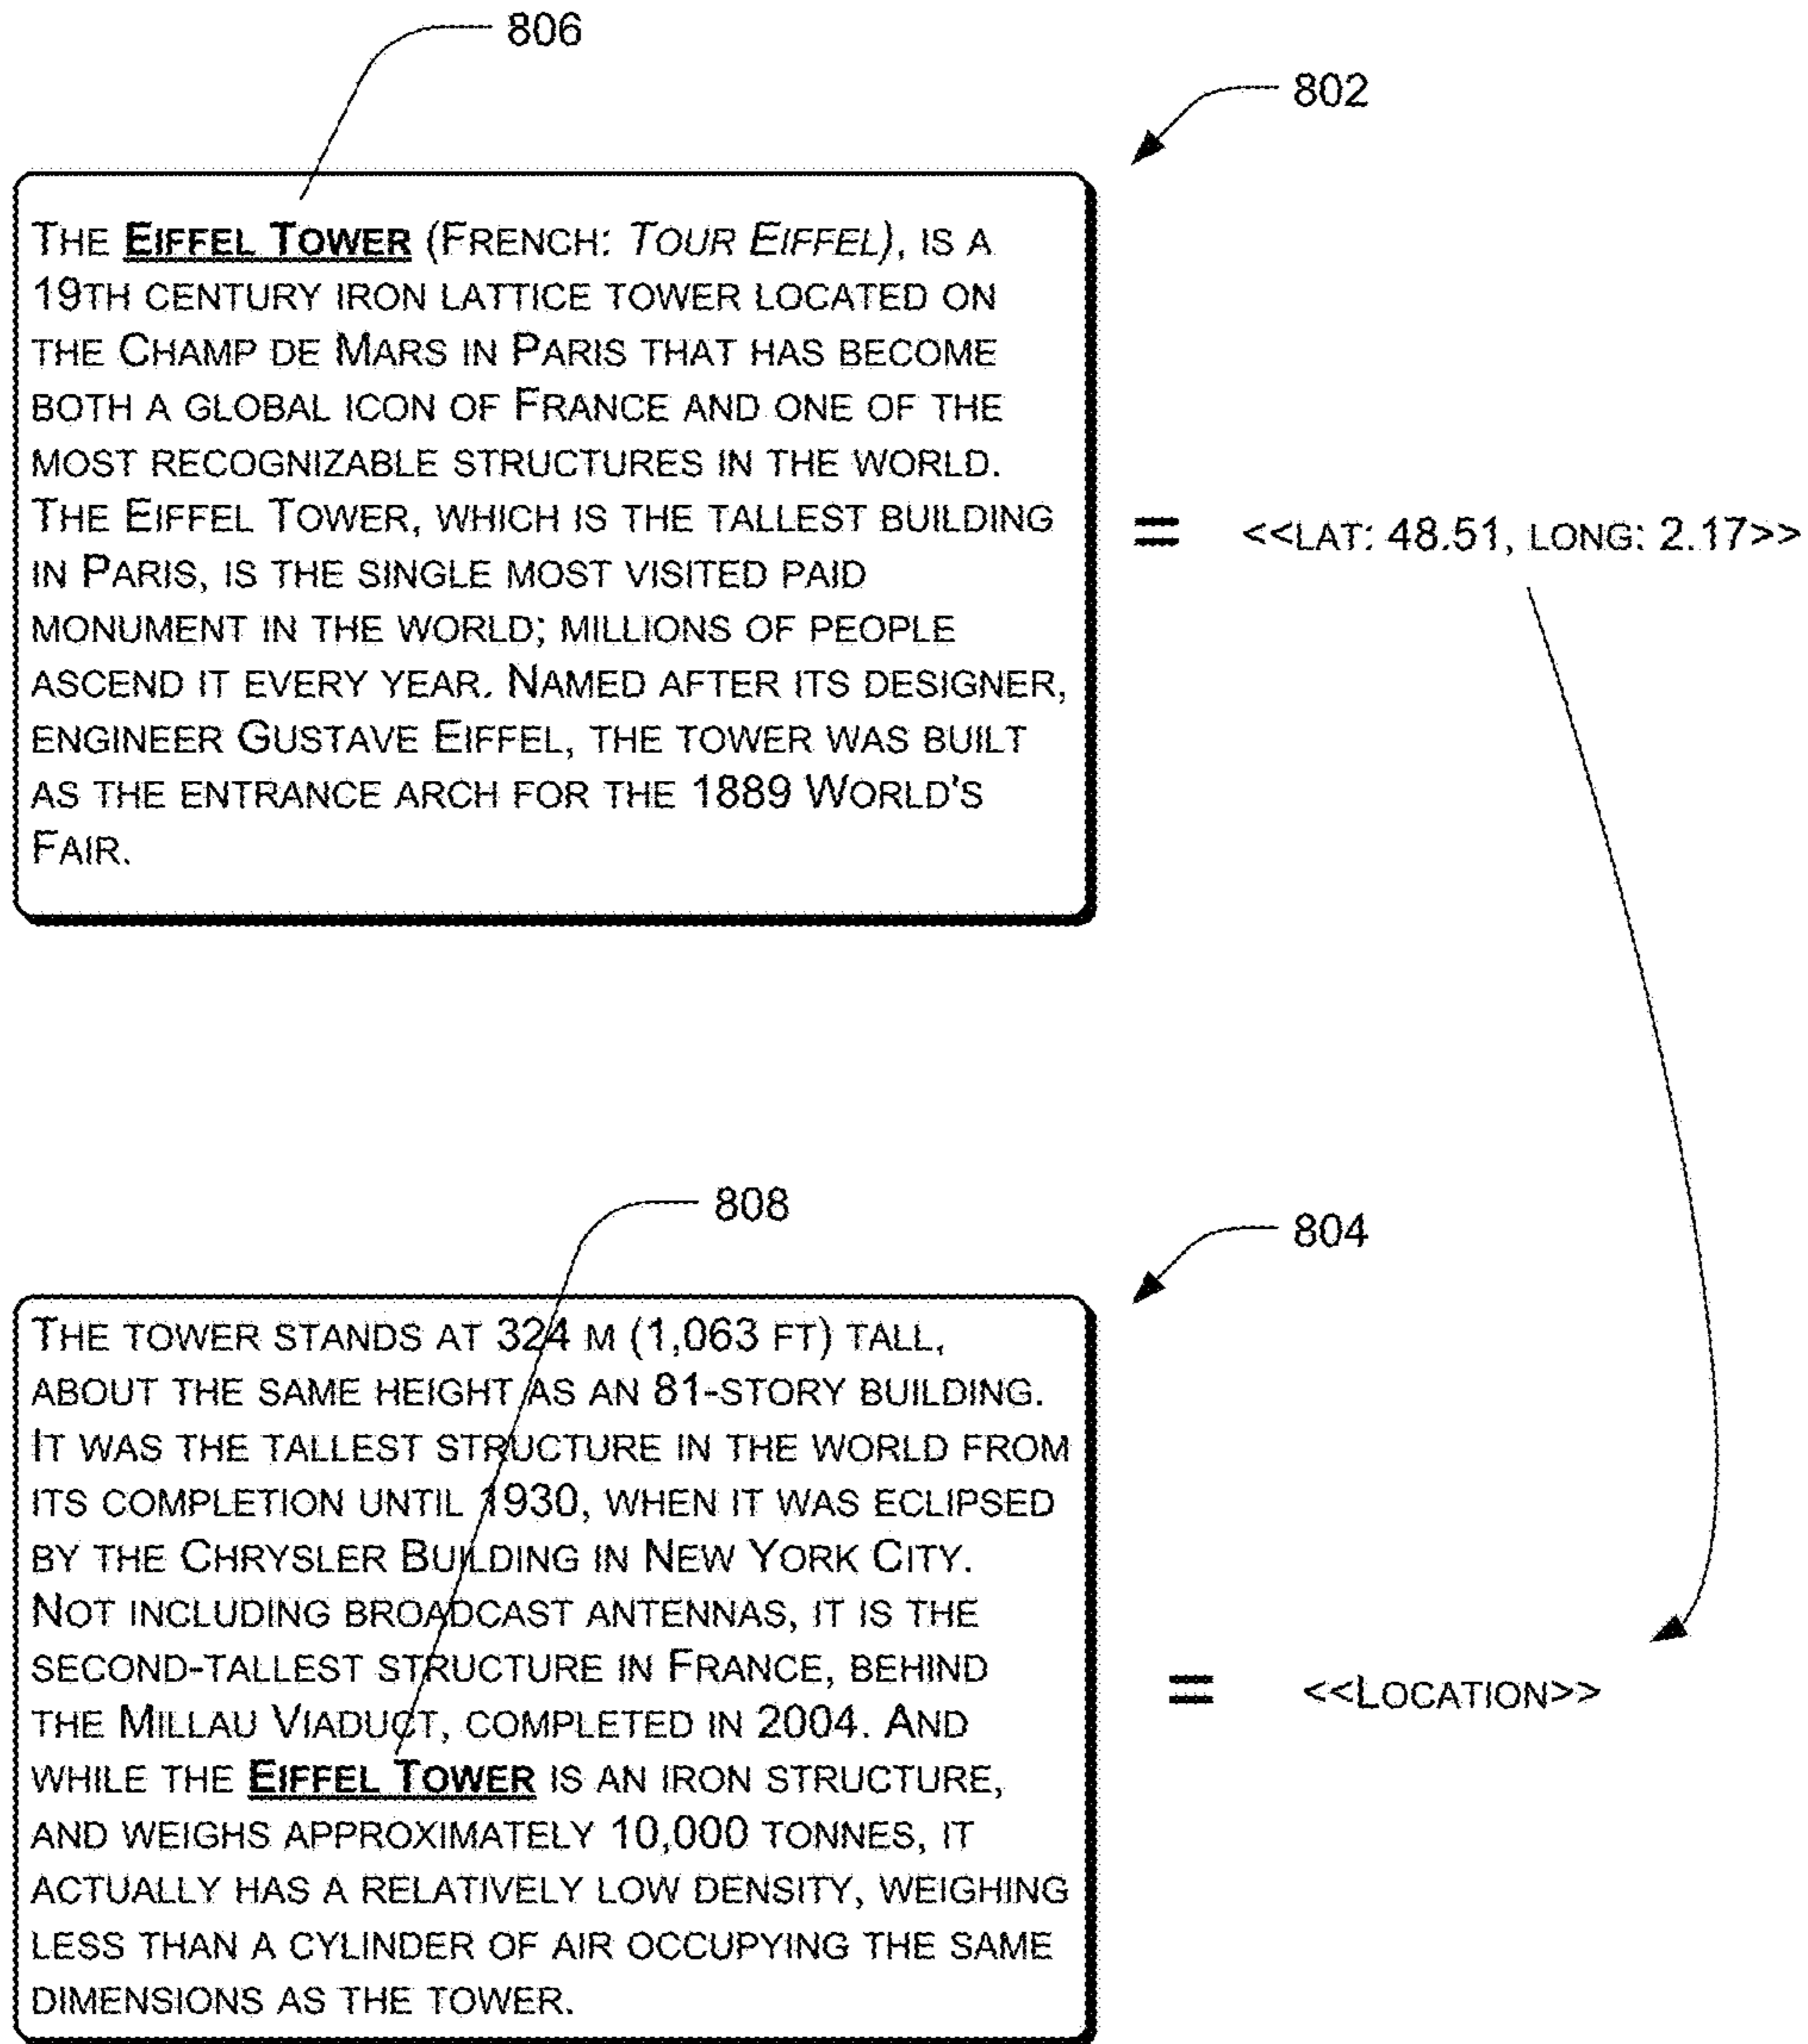 806
802
THE EIFFEL TOWER (FRENCH: TOUR EIFFEL), IS A
19TH CENTURY IRON LATTICE TOWER LOCATED ON
THE CHAMP DE MARS IN PARIS THAT HAS BECOME
BOTH A GLOBAL ICON OF FRANCE AND ONE OF THE
MOST RECOGNIZABLE STRUCTURES IN THE WORLD.
THE EIFFEL TOWER, WHICH IS THE TALLEST BUILDING
IN PARIS, IS THE SINGLE MOST VISITED PAID
MONUMENT IN THE WORLD; MILLIONS OF PEOPLE
ASCEND IT EVERY YEAR. NAMED AFTER ITS DESIGNER,
ENGINEER GUSTAVE EIFFEL, THE TOWER WAS BUILT
AS THE ENTRANCE ARCH FOR THE 1889 WORLD'S
FAIR.
= <<LAT: 48.51, LONG: 2.17>>
808
804
THE TOWER STANDS AT 324 M (1,063 FT) TALL,
ABOUT THE SAME HEIGHT AS AN 81-STORY BUILDING.
IT WAS THE TALLEST STRUCTURE IN THE WORLD FROM
ITS COMPLETION UNTIL 1930, WHEN IT WAS ECLIPSED
BY THE CHRYSLER BUILDING IN NEW YORK CITY.
NOT INCLUDING BROADCAST ANTENNAS, IT IS THE
SECOND-TALLEST STRUCTURE IN FRANCE, BEHIND
THE MILLAU VIADUCT, COMPLETED IN 2004. AND
WHILE THE EIFFEL TOWER IS AN IRON STRUCTURE,
AND WEIGHS APPROXIMATELY 10,000 TONNES, IT
ACTUALLY HAS A RELATIVELY LOW DENSITY, WEIGHING
LESS THAN A CYLINDER OF AIR OCCUPYING THE SAME
DIMENSIONS AS THE TOWER.
= <<LOCATION>>